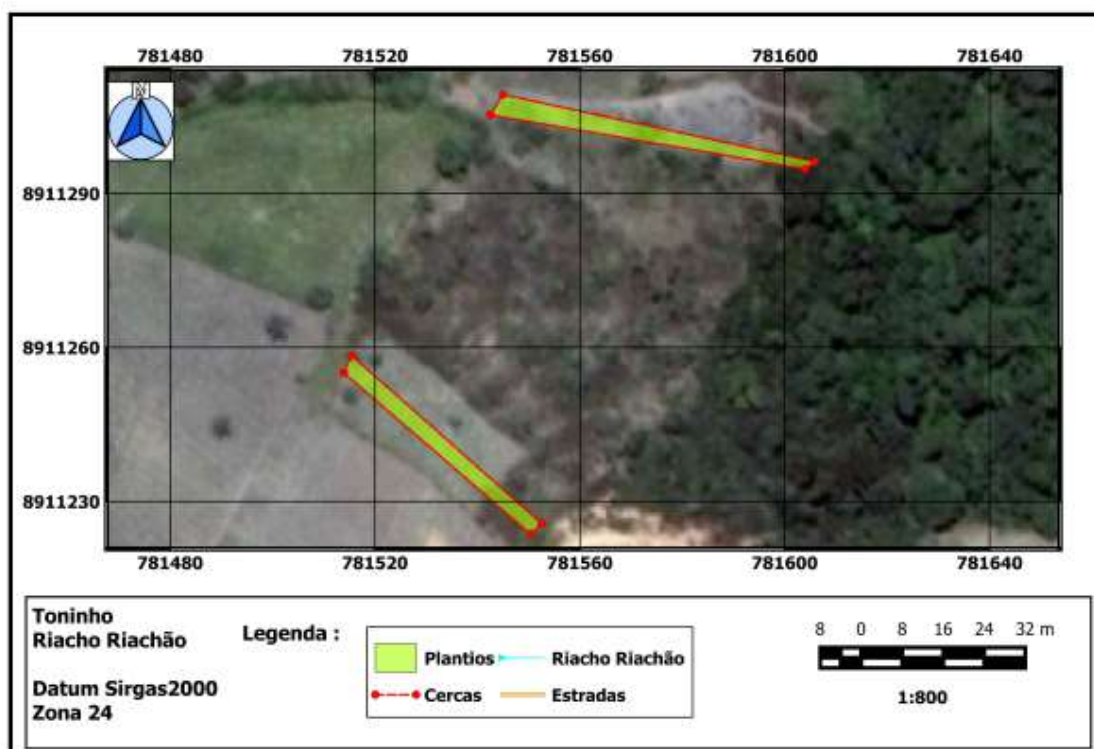 781480 781520 781560 781600 781640
N
8911290
8911260
8911230
781480 781520 781560 781600 781640
Toninho
Riacho Riachão
Datum Sirgas2000
Zona 24
Legenda :
Plantios
Riacho Riachão
Cercas
Estradas
8 0 8 16 24 32 m
1:800